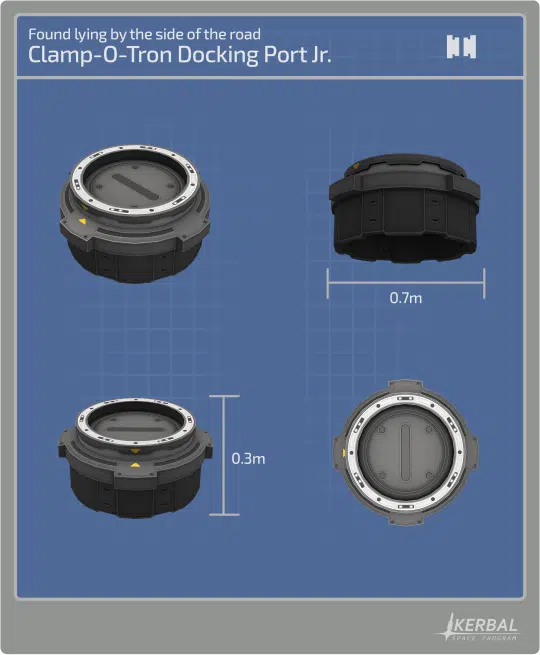 Found lying by the side of the road
Clamp-O-Tron Docking Port Jr.
0.7m
0.3m
KERBAL
SPACE PROGRAM